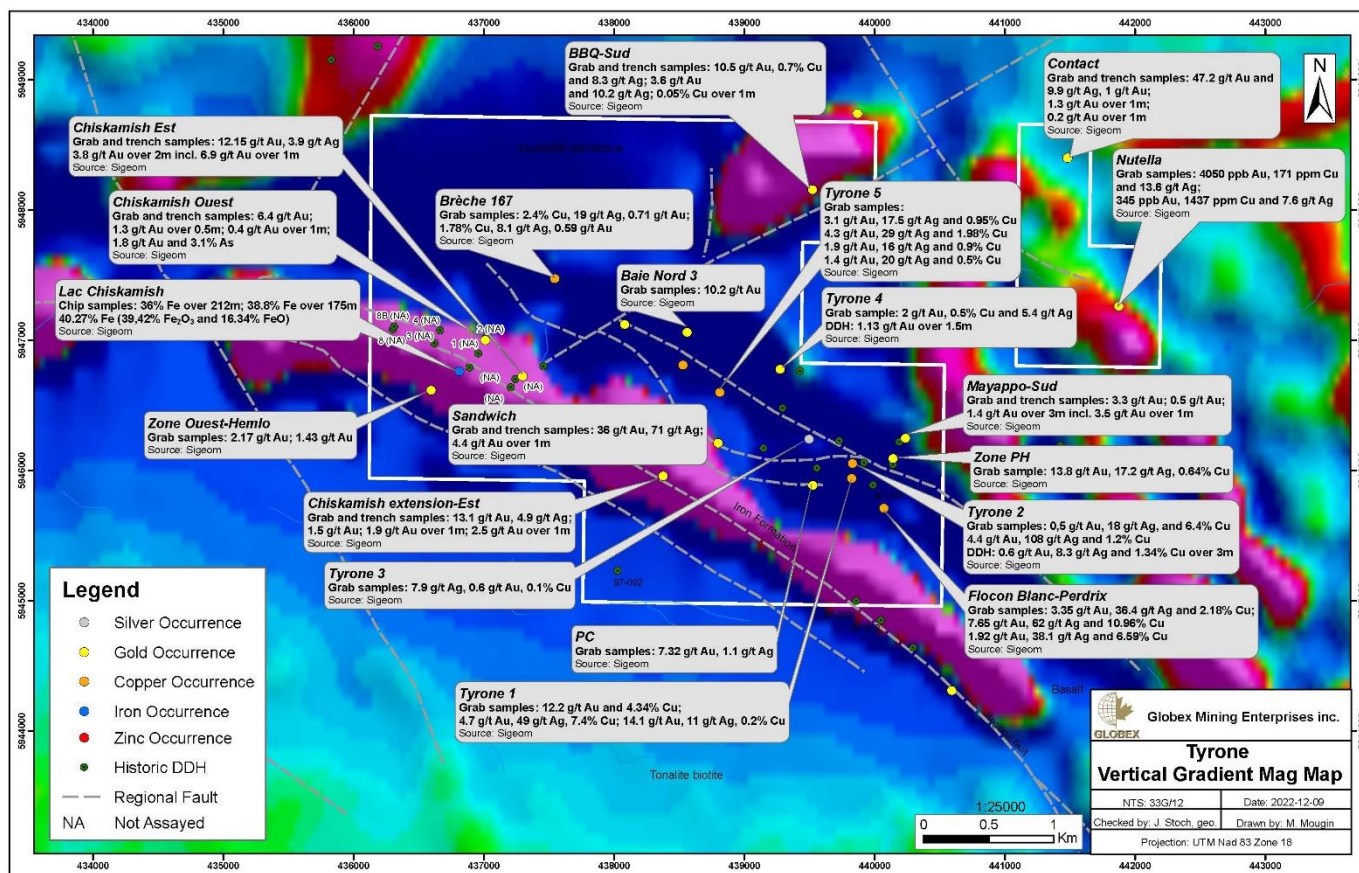 434000 435000 436000 437000 438000 439000 440000 441000 442000 443000
5949000
5948000
5947000
5946000
5945000
5944000
N
BBQ-Sud
Grab and trench samples: 10.5 g/t Au, 0.7% Cu
and 8.3 g/t Ag; 3.6 g/t Au
and 10.2 g/t Ag; 0.05% Cu over 1m
Source: Sigeom
Contact
Grab and trench samples: 47.2 g/t Au and
9.9 g/t Ag, 1 g/t Au;
1.3 g/t Au over 1m;
0.2 g/t Au over 1m
Source: Sigeom
Chiskamish Est
Grab and trench samples: 12.15 g/t Au, 3.9 g/t Ag
3.8 g/t Au over 2m incl. 6.9 g/t Au over 1m
Source: Sigeom
Nutella
Grab samples: 4050 ppb Au, 171 ppm Cu
and 13.6 g/t Ag;
345 ppb Au, 1437 ppm Cu and 7.6 g/t Ag
Source: Sigeom
Chiskamish Ouest
Grab and trench samples: 6.4 g/t Au;
1.3 g/t Au over 0.5m; 0.4 g/t Au over 1m;
1.8 g/t Au and 3.1% As
Source: Sigeom
Brèche 167
Grab samples: 2.4% Cu, 19 g/t Ag, 0.71 g/t Au;
1.78% Cu, 8.1 g/t Ag, 0.59 g/t Au
Source: Sigeom
Tyrone 5
Grab samples:
3.1 g/t Au, 17.5 g/t Ag and 0.95% Cu
4.3 g/t Au, 29 g/t Ag and 1.98% Cu
1.9 g/t Au, 16 g/t Ag and 0.9% Cu
1.4 g/t Au, 20 g/t Ag and 0.5% Cu
Source: Sigeom
Lac Chiskamish
Chip samples: 36% Fe over 212m; 38.8% Fe over 175m
40.27% Fe (39,42% Fe₂O₃ and 16.34% FeO)
Source: Sigeom
Baie Nord 3
Grab samples: 10.2 g/t Au
Source: Sigeom
Tyrone 4
Grab sample: 2 g/t Au, 0.5% Cu and 5.4 g/t Ag
DDH: 1.13 g/t Au over 1.5m
Source: Sigeom
8B (NA)
4 (NA)
2 (NA)
8 (NA)
3 (NA)
1 (NA)
(NA)
(NA)
(NA)
Mayappo-Sud
Grab samples: 3.3 g/t Au; 0.5 g/t Au;
1.4 g/t Au over 3m incl. 3.5 g/t Au over 1m
Source: Sigeom
Zone Ouest-Hemlo
Grab samples: 2.17 g/t Au; 1.43 g/t Au
Source: Sigeom
Sandwich
Grab and trench samples: 36 g/t Au, 71 g/t Ag;
4.4 g/t Au over 1m
Source: Sigeom
Zone PH
Grab sample: 13.8 g/t Au, 17.2 g/t Ag, 0.64% Cu
Source: Sigeom
Chiskamish extension-Est
Grab and trench samples: 13.1 g/t Au, 4.9 g/t Ag;
1.5 g/t Au; 1.9 g/t Au over 1m; 2.5 g/t Au over 1m
Source: Sigeom
Iron Formation
Tyrone 2
Grab samples: 0,5 g/t Au, 18 g/t Ag, and 6.4% Cu
4.4 g/t Au, 108 g/t Ag and 1.2% Cu
DDH: 0.6 g/t Au, 8.3 g/t Ag and 1.34% Cu over 3m
Source: Sigeom
Tyrone 3
Grab samples: 7.9 g/t Ag, 0.6 g/t Au, 0.1% Cu
Source: Sigeom
97-002
Flocon Blanc-Perdrix
Grab samples: 3.35 g/t Au, 36.4 g/t Ag and 2.18% Cu;
7.65 g/t Au, 62 g/t Ag and 10.96% Cu
1.92 g/t Au, 38.1 g/t Ag and 6.59% Cu
Source: Sigeom
PC
Grab samples: 7.32 g/t Au, 1.1 g/t Ag
Source: Sigeom
Tyrone 1
Grab samples: 12.2 g/t Au and 4.34% Cu;
4.7 g/t Au, 49 g/t Ag, 7.4% Cu; 14.1 g/t Au, 11 g/t Ag, 0.2% Cu
Source: Sigeom
Basalt
Tonalite biotite
Legend
Silver Occurrence
Gold Occurrence
Copper Occurrence
Iron Occurrence
Zinc Occurrence
Historic DDH
Regional Fault
NA Not Assayed
1:25000
0 0.5 1
Km
GLOBEX
Globex Mining Enterprises inc.
Tyrone
Vertical Gradient Mag Map
NTS: 33G/12 Date: 2022-12-09
Checked by: J. Stoch, geo. Drawn by: M. Mougin
Projection: UTM Nad 83 Zone 18
434000 435000 436000 437000 438000 439000 440000 441000 442000 443000